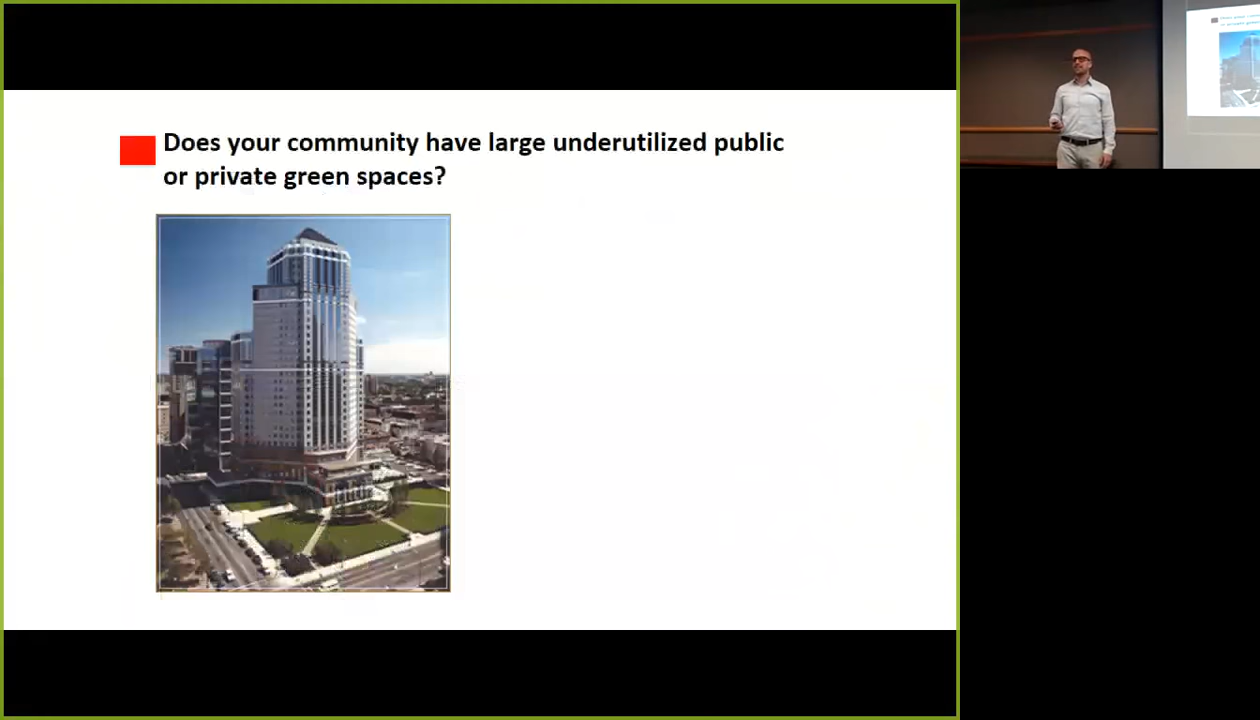 Does your community have large underutilized public
or private green spaces?